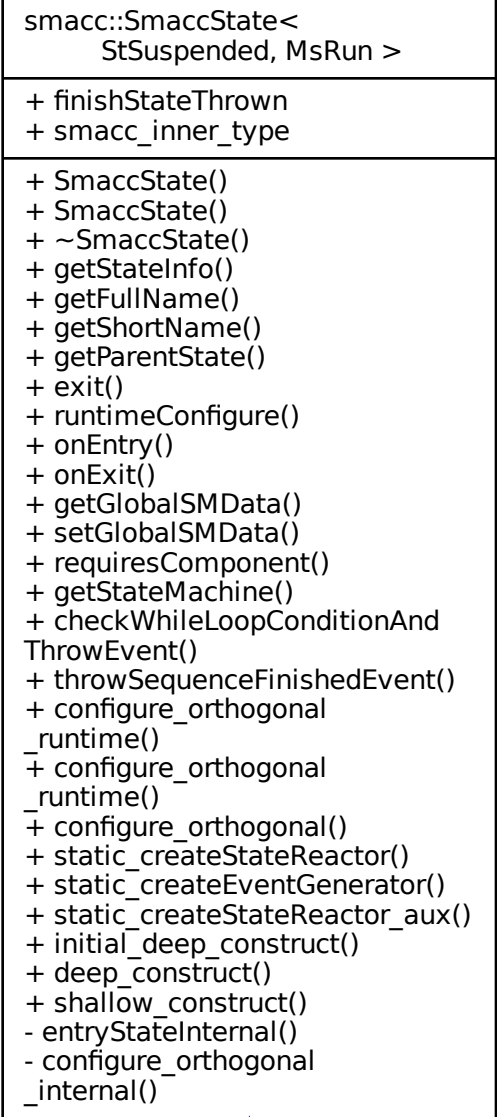 smacc::SmaccState<
StSuspended, MsRun >
+ finishStateThrown
+ smacc_inner_type
+ SmaccState()
+ SmaccState()
+ ~SmaccState()
+ getStateInfo()
+ getFullName()
+ getShortName()
+ getParentState()
+ exit()
+ runtimeConfigure()
+ onEntry()
+ onExit()
+ getGlobalSMData()
+ setGlobalSMData()
+ requiresComponent()
+ getStateMachine()
+ checkWhileLoopConditionAnd
ThrowEvent()
+ throwSequenceFinishedEvent()
+ configure_orthogonal
_runtime()
+ configure_orthogonal
_runtime()
+ configure_orthogonal()
+ static_createStateReactor()
+ static_createEventGenerator()
+ static_createStateReactor_aux()
+ initial_deep_construct()
+ deep_construct()
+ shallow_construct()
- entryStateInternal()
- configure_orthogonal
_internal()